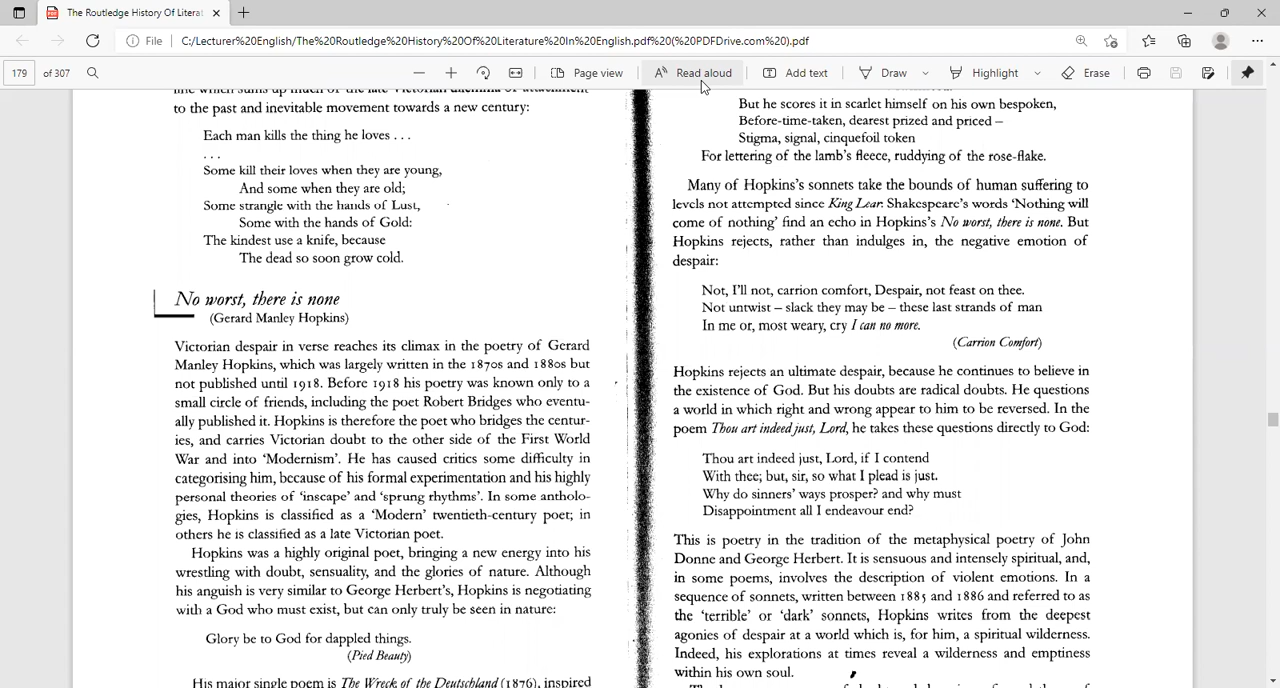 The Routledge History Of Litera
File
C:/Lecturer%20English/The%20Routledge%20History%20Of%20Literature%20In%20English.pdf%20(%20PDFDrive.com%20).pdf
179 of 307
Page view
Read aloud
Add text
Draw
Highlight
Erase
line which sums up much of the late Victorian dilemma of attachment
to the past and inevitable movement towards a new century:
Each man kills the thing he loves . . .
. . .
Some kill their loves when they are young,
And some when they are old;
Some strangle with the hands of Lust,
Some with the hands of Gold:
The kindest use a knife, because
The dead so soon grow cold.
No worst, there is none
(Gerard Manley Hopkins)
Victorian despair in verse reaches its climax in the poetry of Gerard
Manley Hopkins, which was largely written in the 1870s and 1880s but
not published until 1918. Before 1918 his poetry was known only to a
small circle of friends, including the poet Robert Bridges who eventu-
ally published it. Hopkins is therefore the poet who bridges the centur-
ies, and carries Victorian doubt to the other side of the First World
War and into ‘Modernism’. He has caused critics some difficulty in
categorising him, because of his formal experimentation and his highly
personal theories of ‘inscape’ and ‘sprung rhythms’. In some antholo-
gies, Hopkins is classified as a ‘Modern’ twentieth-century poet; in
others he is classified as a late Victorian poet.
Hopkins was a highly original poet, bringing a new energy into his
wrestling with doubt, sensuality, and the glories of nature. Although
his anguish is very similar to George Herbert’s, Hopkins is negotiating
with a God who must exist, but can only truly be seen in nature:
Glory be to God for dappled things.
(Pied Beauty)
His major single poem is The Wreck of the Deutschland (1876), inspired
But he scores it in scarlet himself on his own bespoken,
Before-time-taken, dearest prized and priced –
Stigma, signal, cinquefoil token
For lettering of the lamb’s fleece, ruddying of the rose-flake.
Many of Hopkins’s sonnets take the bounds of human suffering to
levels not attempted since King Lear. Shakespeare’s words ‘Nothing will
come of nothing’ find an echo in Hopkins’s No worst, there is none. But
Hopkins rejects, rather than indulges in, the negative emotion of
despair:
Not, I’ll not, carrion comfort, Despair, not feast on thee.
Not untwist – slack they may be – these last strands of man
In me or, most weary, cry I can no more.
(Carrion Comfort)
Hopkins rejects an ultimate despair, because he continues to believe in
the existence of God. But his doubts are radical doubts. He questions
a world in which right and wrong appear to him to be reversed. In the
poem Thou art indeed just, Lord, he takes these questions directly to God:
Thou art indeed just, Lord, if I contend
With thee; but, sir, so what I plead is just.
Why do sinners’ ways prosper? and why must
Disappointment all I endeavour end?
This is poetry in the tradition of the metaphysical poetry of John
Donne and George Herbert. It is sensuous and intensely spiritual, and,
in some poems, involves the description of violent emotions. In a
sequence of sonnets, written between 1885 and 1886 and referred to as
the ‘terrible’ or ‘dark’ sonnets, Hopkins writes from the deepest
agonies of despair at a world which is, for him, a spiritual wilderness.
Indeed, his explorations at times reveal a wilderness and emptiness
within his own soul.